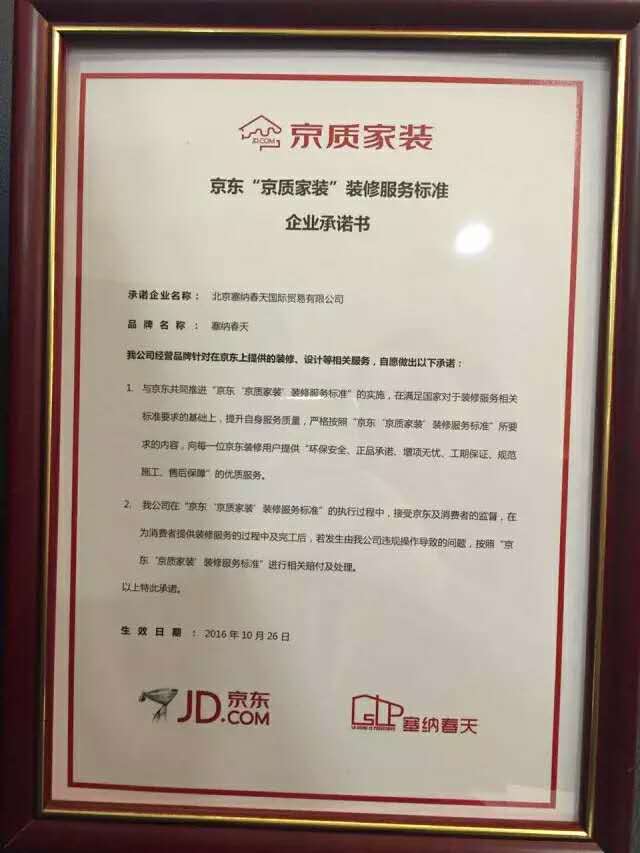 JD.COM 京质家装
京东“京质家装”装修服务标准
企业承诺书
承诺企业名称： 北京塞纳春天国际贸易有限公司
品牌名称： 塞纳春天
我公司经营品牌针对在京东上提供的装修、设计等相关服务，自愿做出以下承诺：
1. 与京东共同推进“京东‘京质家装’装修服务标准”的实施，在满足国家对于装修服务相关
标准要求的基础上，提升自身服务质量，严格按照“京东‘京质家装’装修服务标准”所要
求的内容，向每一位京东装修用户提供“环保安全、正品承诺、增项无忧、工期保证、规范
施工、售后保障”的优质服务。
2. 我公司在“京东‘京质家装’装修服务标准”的执行过程中，接受京东及消费者的监督，在
为消费者提供装修服务的过程中及完工后，若发生由我公司违规操作导致的问题，按照“京
东‘京质家装’装修服务标准”进行相关赔付及处理。
以上特此承诺。
生效日期：2016年10月26日
JD.京东.COM
塞纳春天